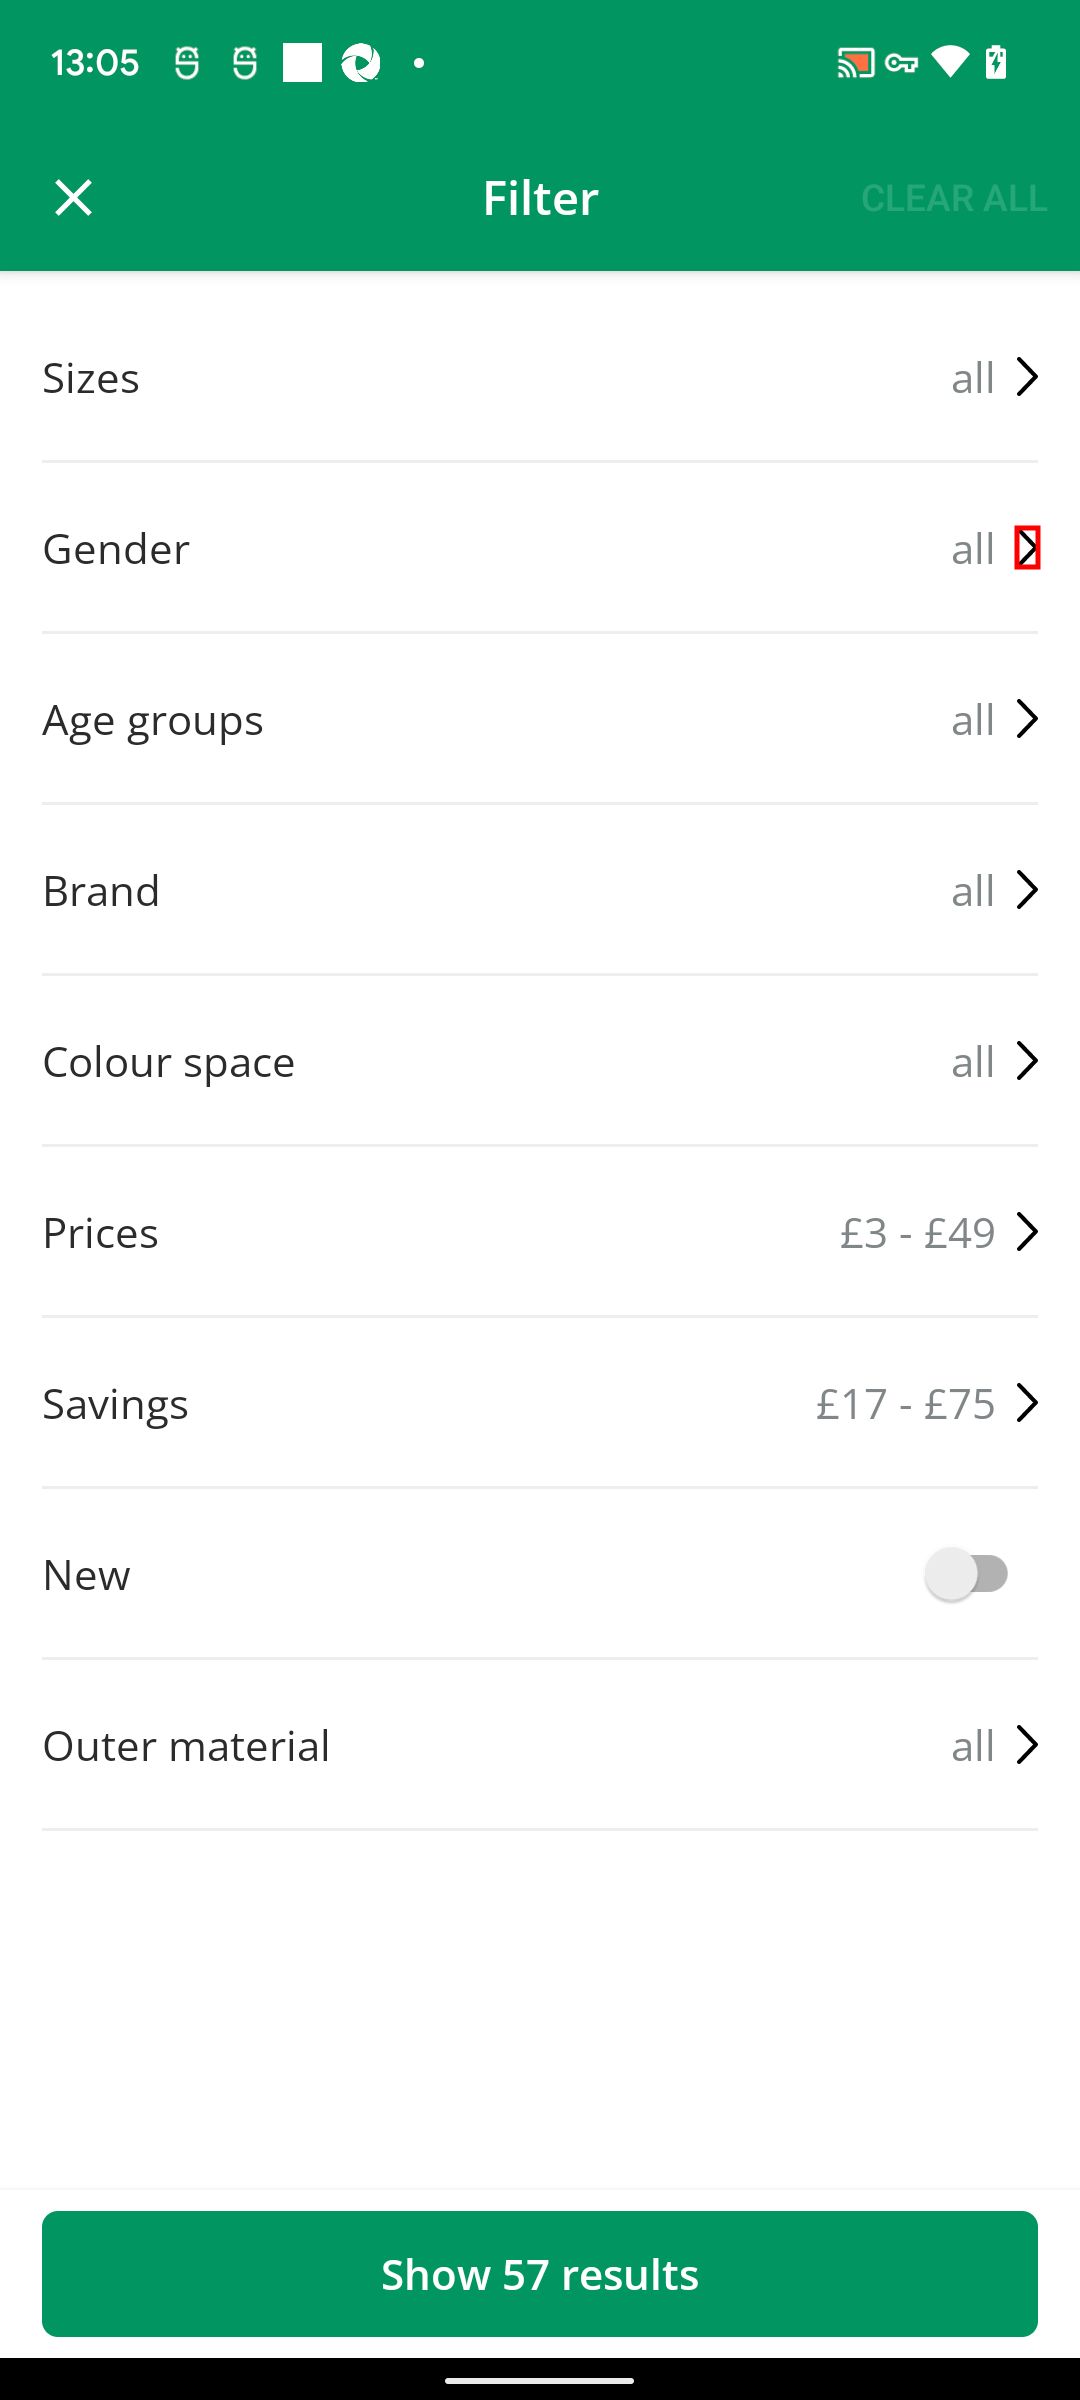 13:05
Filter
CLEAR ALL
Sizes all
Gender all
Age groups all
Brand all
Colour space all
Prices £3 - £49
Savings £17 - £75
New
Outer material all
Show 57 results